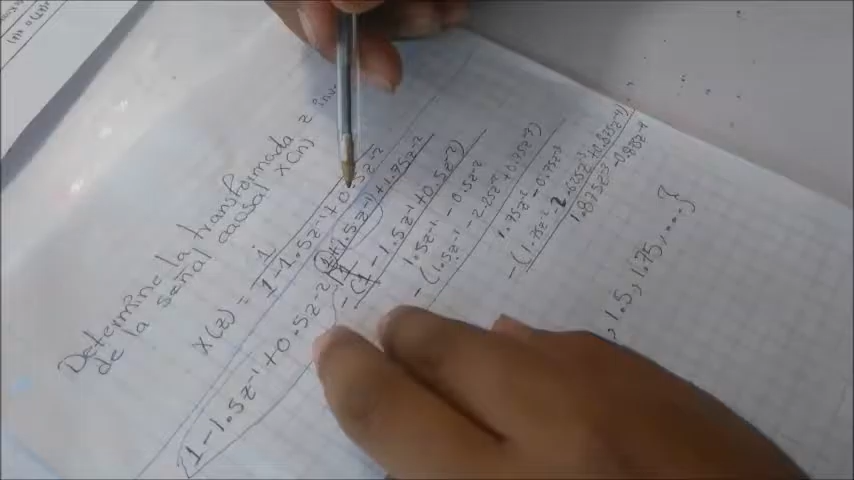 Determine la transformada z inv
de la señal causal x(n)
X(z) = 1
1-1.5z-1+0.5z-2
1+1.5z-1+1.75z-2
1-1.5z-1+0.5z-2 1
-(1-1.5z-1+0.5z-2)
1.5z-1-0.5z-2
-(1.5z-1-2.25z-2+0.75z-3)
1.75z-2-0.75z-3
-(1.75z-2-2.625z-3+0.875z-4)
1.875z-3-0.875z-4
, 1.5, 1.75, ...}